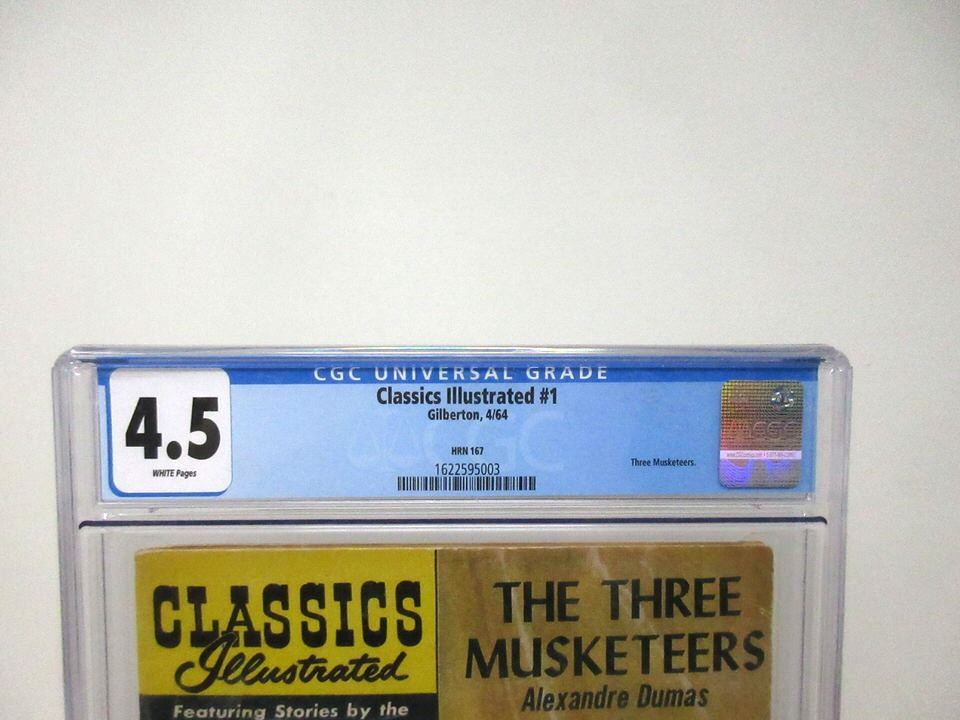 CGC UNIVERSAL GRADE
4.5
WHITE Pages
Classics Illustrated #1
Gilberton, 4/64
HRN 167
1622595003
Three Musketeers.
CGC
CLASSICS
Illustrated
Featuring Stories by the
THE THREE
MUSKETEERS
Alexandre Dumas